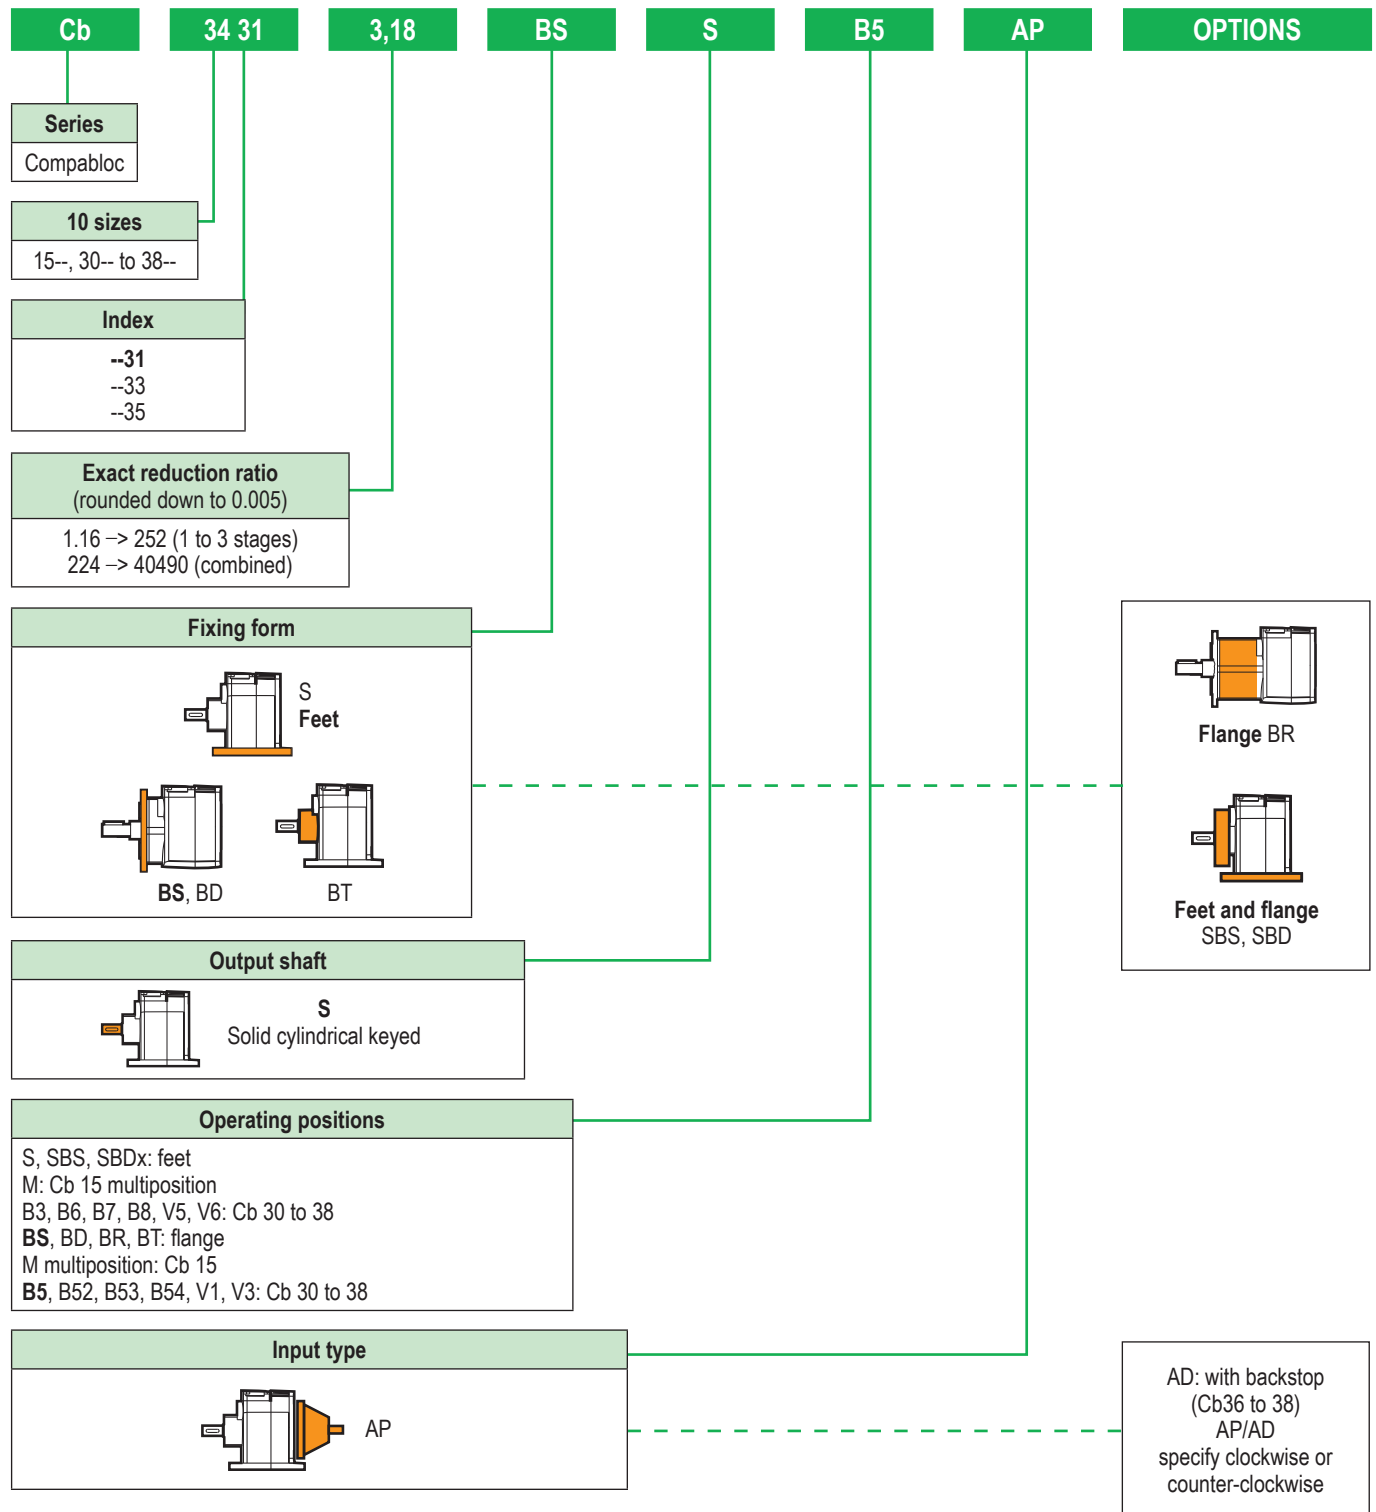 Cb 34 31 3,18 BS S B5 AP OPTIONS
Series
Compabloc
10 sizes
15--, 30-- to 38--
Index
--31
--33
--35
Exact reduction ratio
(rounded down to 0.005)
1.16 –> 252 (1 to 3 stages)
224 –> 40490 (combined)
Fixing form
S
Feet
BS, BD
BT
Flange BR
Feet and flange
SBS, SBD
Output shaft
S
Solid cylindrical keyed
Operating positions
S, SBS, SBDx: feet
M: Cb 15 multiposition
B3, B6, B7, B8, V5, V6: Cb 30 to 38
BS, BD, BR, BT: flange
M multiposition: Cb 15
B5, B52, B53, B54, V1, V3: Cb 30 to 38
Input type
AP
AD: with backstop
(Cb36 to 38)
AP/AD
specify clockwise or
counter-clockwise